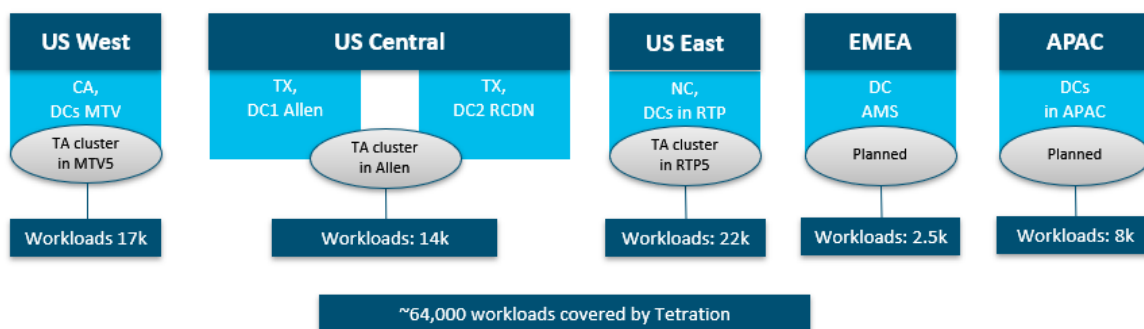 US West
CA,
DCs MTV
TA cluster
in MTV5
Workloads 17k
US Central
TX,
DC1 Allen
TX,
DC2 RCDN
TA cluster
in Allen
Workloads: 14k
US East
NC,
DCs in RTP
TA cluster
in RTP5
Workloads: 22k
EMEA
DC
AMS
Planned
Workloads: 2.5k
APAC
DCs
in APAC
Planned
Workloads: 8k
~64,000 workloads covered by Tetration